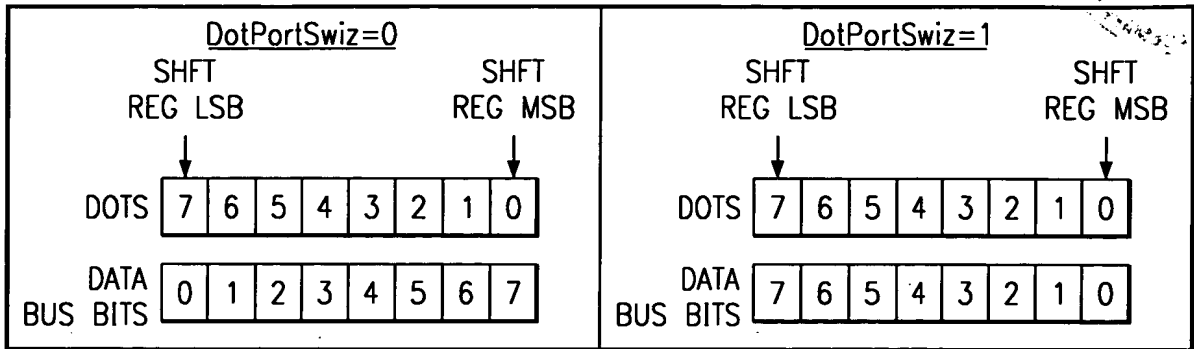 DotPortSwiz=0
SHFT REG LSB
SHFT REG MSB
DOTS 7 6 5 4 3 2 1 0
DATA BUS BITS 0 1 2 3 4 5 6 7
DotPortSwiz=1
SHFT REG LSB
SHFT REG MSB
DOTS 7 6 5 4 3 2 1 0
DATA BUS BITS 7 6 5 4 3 2 1 0